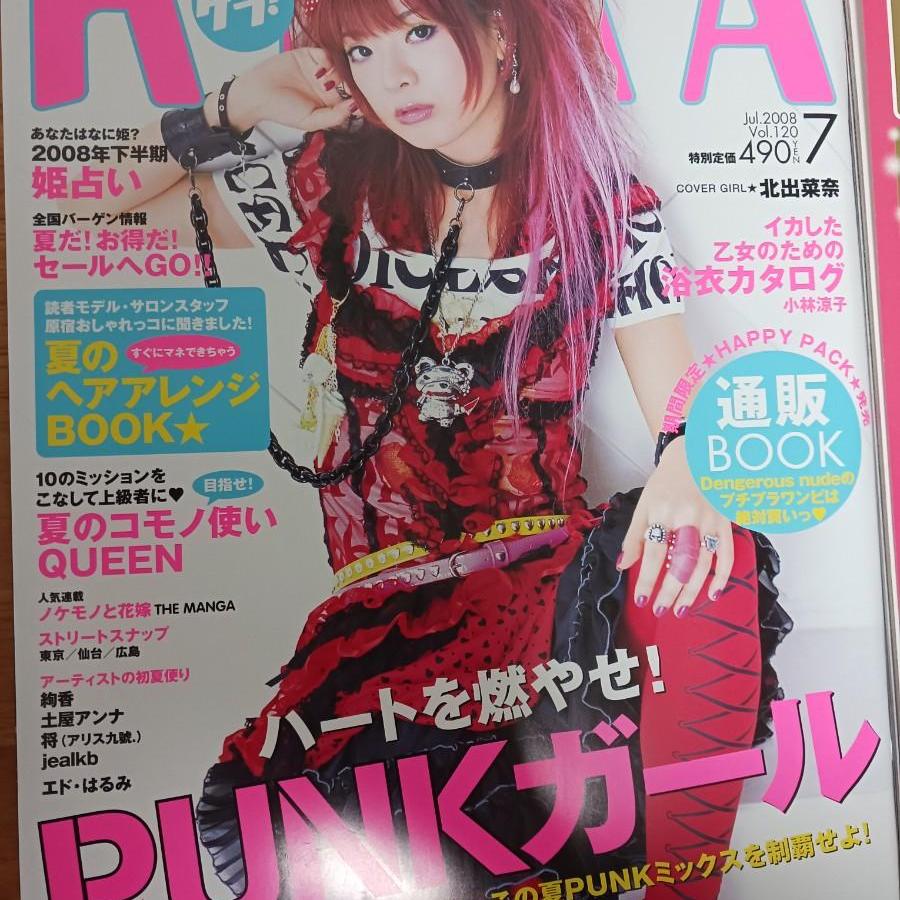 ケラ!
Jul.2008
Vol.120
特別定価490YEN
7
COVER GIRL★北出菜奈
あなたはなに姫?
2008年下半期
姫占い
全国バーゲン情報
夏だ!お得だ!
セールへGO!!
読者モデル・サロンスタッフ
原宿おしゃれっコに聞きました!
夏の
すぐにマネできちゃう
ヘアアレンジ
BOOK★
10のミッションを
こなして上級者に♥
目指せ!
夏のコモノ使い
QUEEN
人気連載
ノケモノと花嫁 THE MANGA
ストリートスナップ
東京/仙台/広島
アーティストの初夏便り
絢香
土屋アンナ
将(アリス九號.)
jealkb
エド・はるみ
イカした
乙女のための
浴衣カタログ
小林涼子
期間限定★HAPPY PACK★発売
通販
BOOK
Dengerous nudeの
プチプラワンピは
絶対買いっ♥
ハートを燃やせ!
PUNKガール
この夏PUNKミックスを制覇せよ!